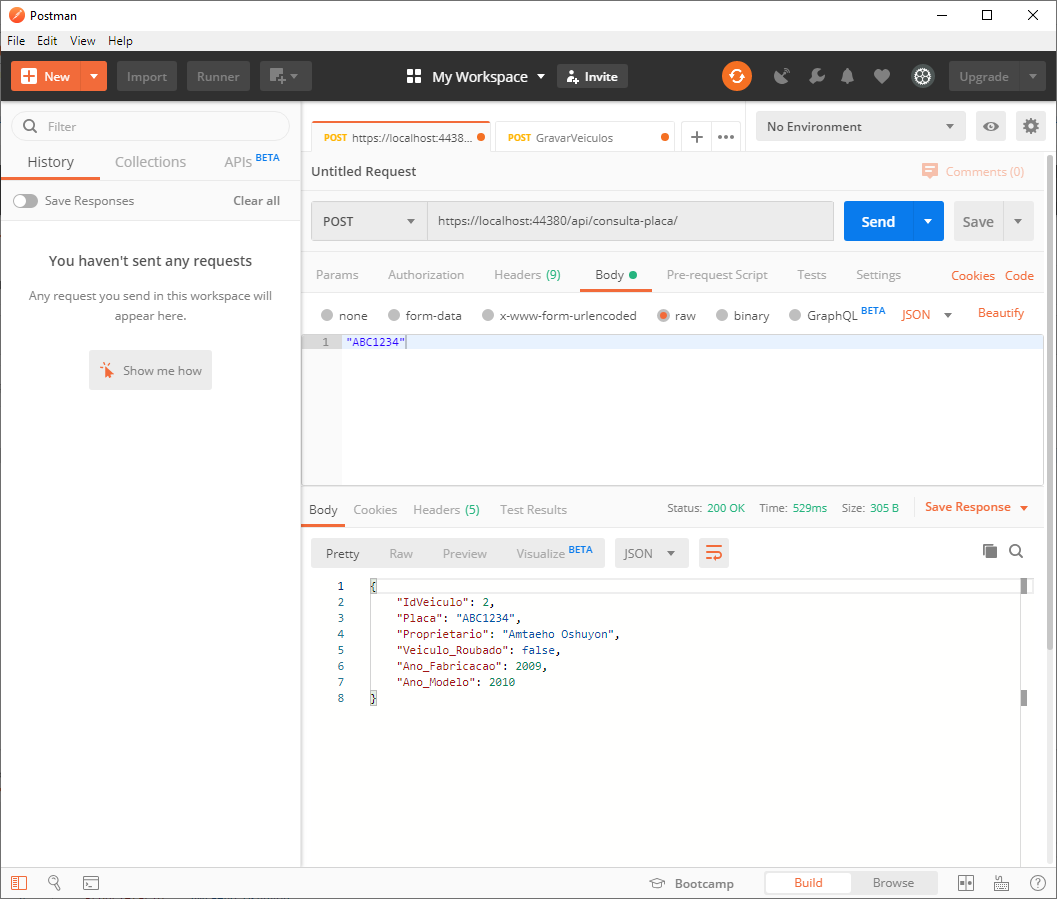 Postman
File Edit View Help
New Import Runner My Workspace Invite Upgrade
Filter
History Collections APIs BETA
Save Responses Clear all
You haven't sent any requests
Any request you send in this workspace will
appear here.
Show me how
POST https://localhost:4438... POST GravarVeiculos + ••• No Environment
Untitled Request Comments (0)
POST https://localhost:44380/api/consulta-placa/ Send Save
Params Authorization Headers (9) Body Pre-request Script Tests Settings Cookies Code
none form-data x-www-form-urlencoded raw binary GraphQL BETA JSON Beautify
1 "ABC1234"
Body Cookies Headers (5) Test Results Status: 200 OK Time: 529ms Size: 305 B Save Response
Pretty Raw Preview Visualize BETA JSON
1 {
2 "IdVeiculo": 2,
3 "Placa": "ABC1234",
4 "Proprietario": "Amtaeho Oshuyon",
5 "Veiculo_Roubado": false,
6 "Ano_Fabricacao": 2009,
7 "Ano_Modelo": 2010
8 }
Bootcamp Build Browse